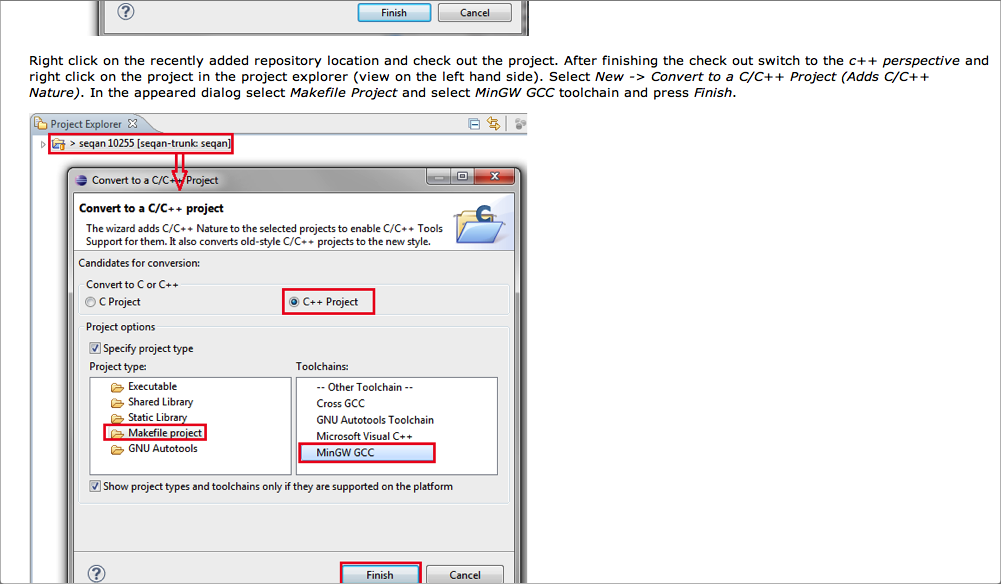 Finish
Cancel
Right click on the recently added repository location and check out the project. After finishing the check out switch to the c++ perspective and
right click on the project in the project explorer (view on the left hand side). Select New -> Convert to a C/C++ Project (Adds C/C++
Nature). In the appeared dialog select Makefile Project and select MinGW GCC toolchain and press Finish.
Project Explorer
> seqan 10255 [seqan-trunk: seqan]
Convert to a C/C++ Project
Convert to a C/C++ project
The wizard adds C/C++ Nature to the selected projects to enable C/C++ Tools
Support for them. It also converts old-style C/C++ projects to the new style.
Candidates for conversion:
Convert to C or C++
C Project
C++ Project
Project options
Specify project type
Project type:
Executable
Shared Library
Static Library
Makefile project
GNU Autotools
Toolchains:
-- Other Toolchain --
Cross GCC
GNU Autotools Toolchain
Microsoft Visual C++
MinGW GCC
Show project types and toolchains only if they are supported on the platform
Finish
Cancel